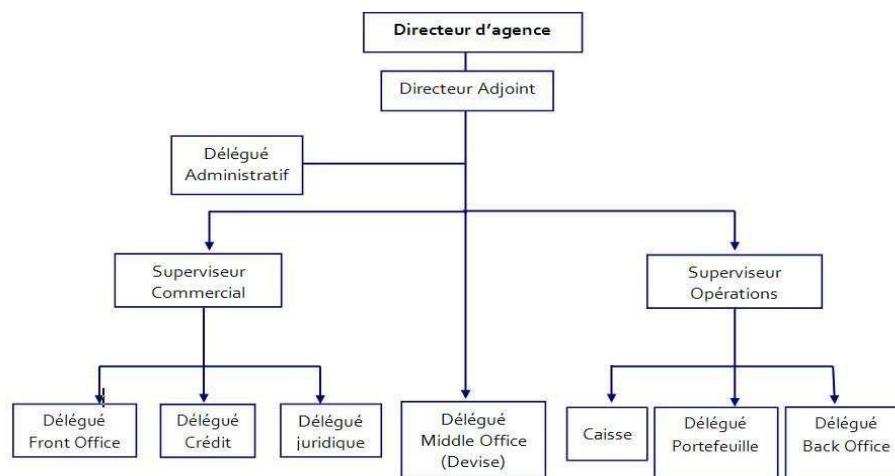 Directeur d'agence
Directeur Adjoint
Délégué
Administratif
Superviseur
Commercial
Superviseur
Opérations
Délégué
Front Office
Délégué
Crédit
Délégué
juridique
Délégué
Middle Office
(Devise)
Caisse
Délégué
Portefeuille
Délégué
Back Office